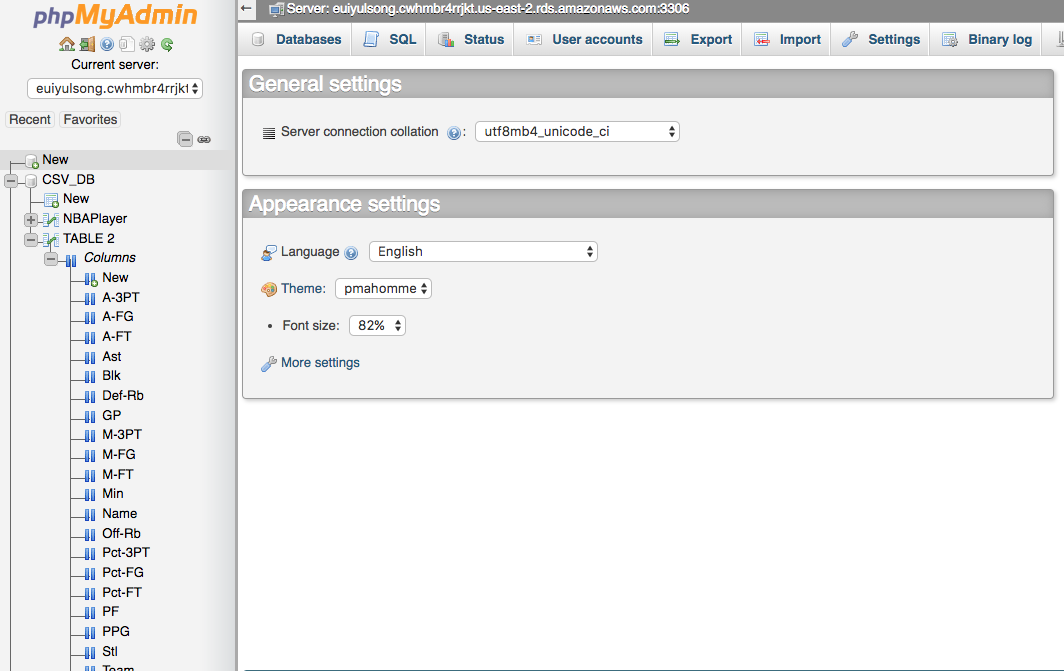 phpMyAdmin
Current server:
euiyulsong.cwhmbr4rrjkt
Recent Favorites
New
CSV_DB
New
NBAPlayer
TABLE 2
Columns
New
A-3PT
A-FG
A-FT
Ast
Blk
Def-Rb
GP
M-3PT
M-FG
M-FT
Min
Name
Off-Rb
Pct-3PT
Pct-FG
Pct-FT
PF
PPG
Stl
Team
Server: euiyulsong.cwhmbr4rrjkt.us-east-2.rds.amazonaws.com:3306
Databases SQL Status User accounts Export Import Settings Binary log
General settings
Server connection collation : utf8mb4_unicode_ci
Appearance settings
Language English
Theme: pmahomme
• Font size: 82%
More settings